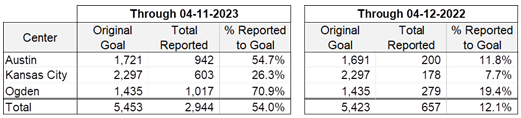 Through 04-11-2023 Through 04-12-2022
Center Original Goal Total Reported % Reported to Goal Original Goal Total Reported % Reported to Goal
Austin 1,721 942 54.7% 1,691 200 11.8%
Kansas City 2,297 603 26.3% 2,297 178 7.7%
Ogden 1,435 1,017 70.9% 1,435 279 19.4%
Total 5,453 2,944 54.0% 5,423 657 12.1%